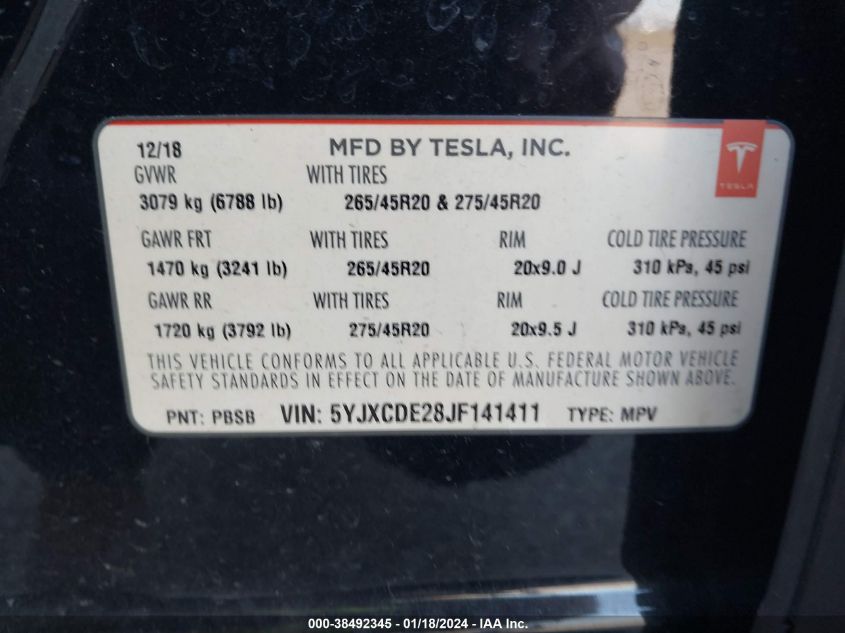 12/18 MFD BY TESLA, INC.
TESLA
GVWR WITH TIRES
3079 kg (6788 lb) 265/45R20 & 275/45R20
GAWR FRT WITH TIRES RIM COLD TIRE PRESSURE
1470 kg (3241 lb) 265/45R20 20x9.0 J 310 kPa, 45 psi
GAWR RR WITH TIRES RIM COLD TIRE PRESSURE
1720 kg (3792 lb) 275/45R20 20x9.5 J 310 kPa, 45 psi
THIS VEHICLE CONFORMS TO ALL APPLICABLE U.S. FEDERAL MOTOR VEHICLE
SAFETY STANDARDS IN EFFECT ON THE DATE OF MANUFACTURE SHOWN ABOVE.
PNT: PBSB VIN: 5YJXCDE28JF141411 TYPE: MPV
000-38492345 - 01/18/2024 - IAA Inc.